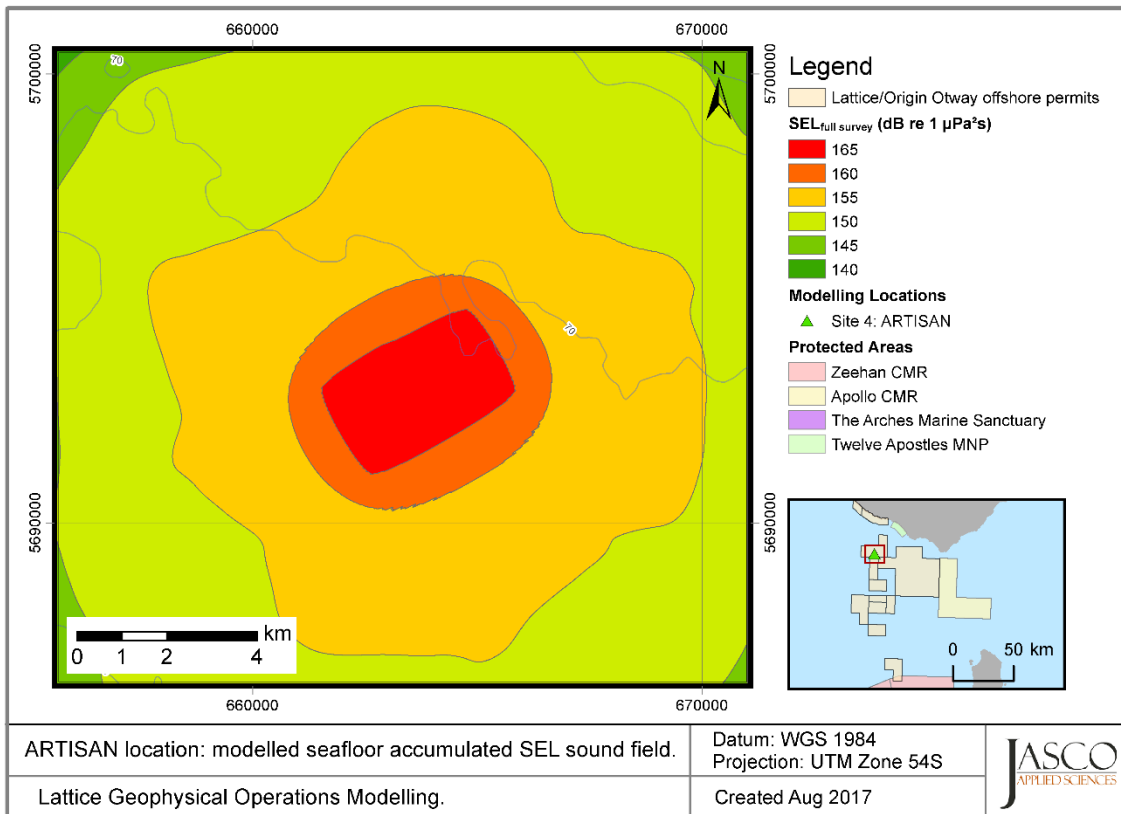 660000
670000
5700000
5700000
70
N
70
5690000
5690000
km
0 1 2 4
660000
670000
Legend
Lattice/Origin Otway offshore permits
SELfull survey (dB re 1 µPa²s)
165
160
155
150
145
140
Modelling Locations
Site 4: ARTISAN
Protected Areas
Zeehan CMR
Apollo CMR
The Arches Marine Sanctuary
Twelve Apostles MNP
0 50 km
ARTISAN location: modelled seafloor accumulated SEL sound field.
Lattice Geophysical Operations Modelling.
Datum: WGS 1984
Projection: UTM Zone 54S
Created Aug 2017
JASCO
APPLIED SCIENCES